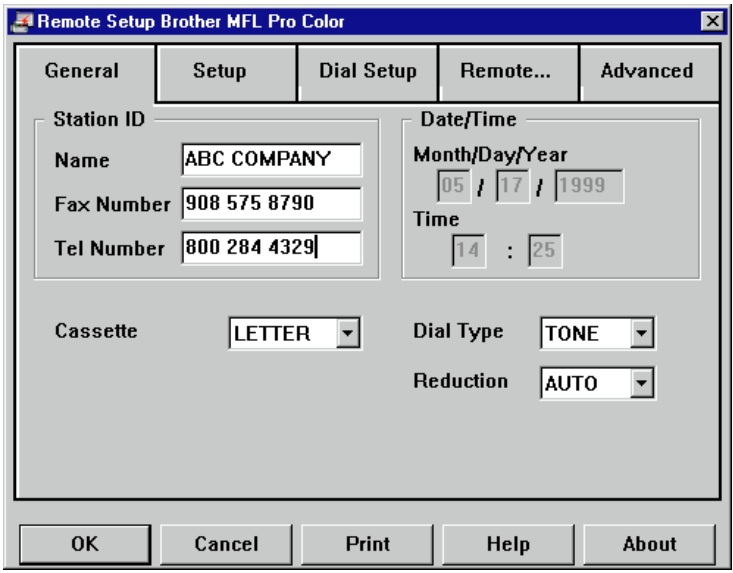 Remote Setup Brother MFL Pro Color
General Setup Dial Setup Remote... Advanced
Station ID
Name ABC COMPANY
Fax Number 908 575 8790
Tel Number 800 284 4329
Date/Time
Month/Day/Year
05 / 17 / 1999
Time
14 : 25
Cassette LETTER
Dial Type TONE
Reduction AUTO
OK Cancel Print Help About